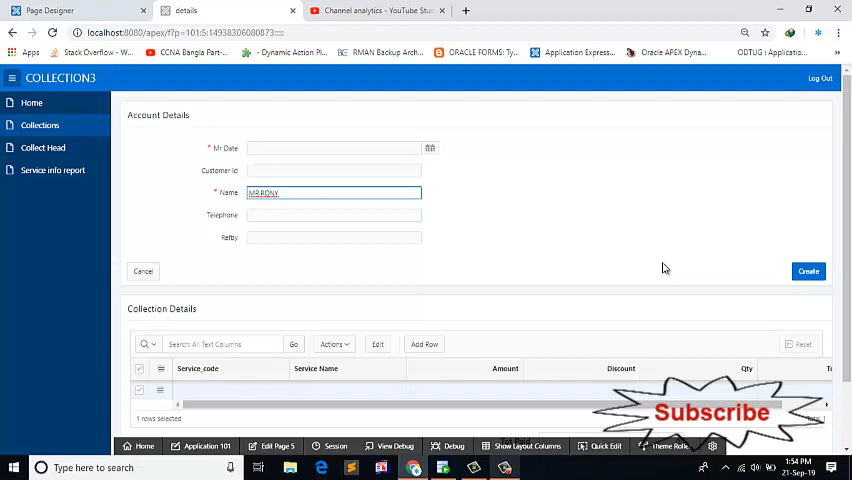 Page Designer
details
Channel analytics - YouTube Stu
localhost:8080/apex/f?p=101:5:14938306080873:::::
Apps
Stack Overflow - W
CCNA Bangla Part-
- Dynamic Action Pl
RMAN Backup Arch
ORACLE FORMS: Ty
Application Express
Oracle APEX Dyna
ODTUG : Applicatio
COLLECTION3
Log Out
Home
Collections
Collect Head
Service info report
Account Details
* Mr Date
Customer Id
* Name
MR.RONY
Telephone
Refby
Cancel
Create
Collection Details
Search: All Text Columns
Go
Actions
Edit
Add Row
Reset
Service_code
Service Name
Amount
Discount
Qty
1 rows selected
Total 1
Subscribe
Home
Application 101
Edit Page 5
Session
View Debug
Debug
Show Layout Columns
Quick Edit
Theme Roller
Type here to search
1:54 PM
21-Sep-19